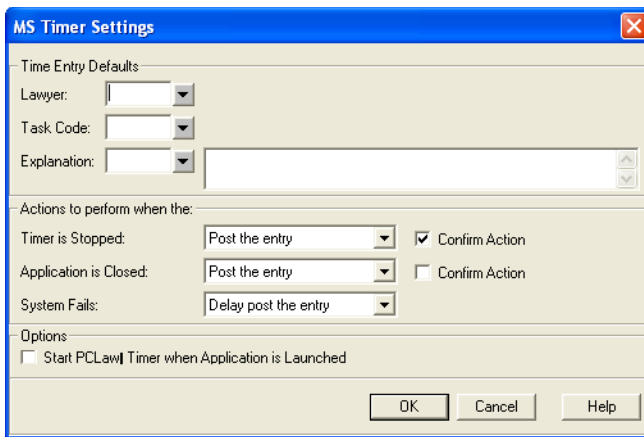 MS Timer Settings
Time Entry Defaults
Lawyer:
Task Code:
Explanation:
Actions to perform when the:
Timer is Stopped: Post the entry Confirm Action
Application is Closed: Post the entry Confirm Action
System Fails: Delay post the entry
Options
Start PCLaw Timer when Application is Launched
OK Cancel Help